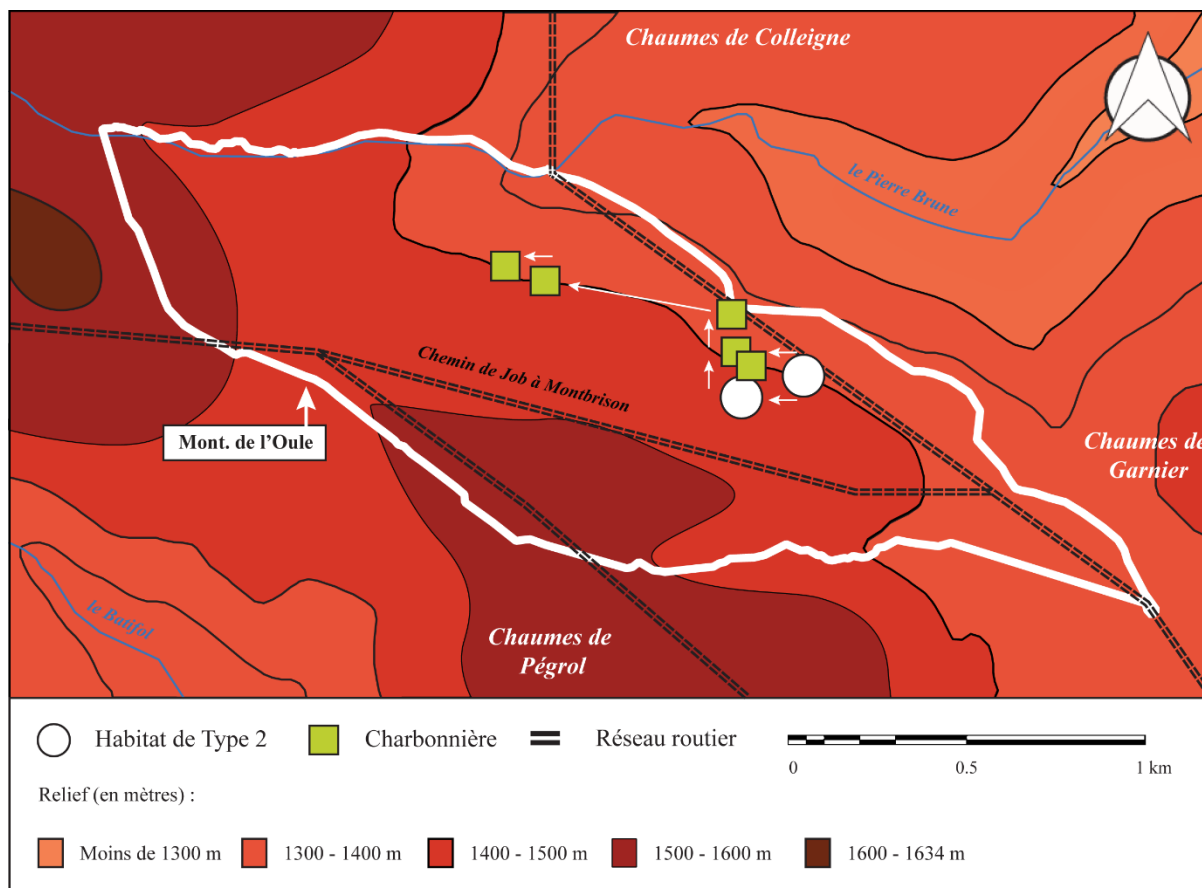 Chaumes de Colleigne
le Pierre Brune
Chemin de Job à Montbrison
Mont. de l'Oule
Chaumes de
Garnier
le Batifol
Chaumes de
Pégrol
Habitat de Type 2
Charbonnière
Réseau routier
0
0.5
1 km
Relief (en mètres) :
Moins de 1300 m
1300 - 1400 m
1400 - 1500 m
1500 - 1600 m
1600 - 1634 m